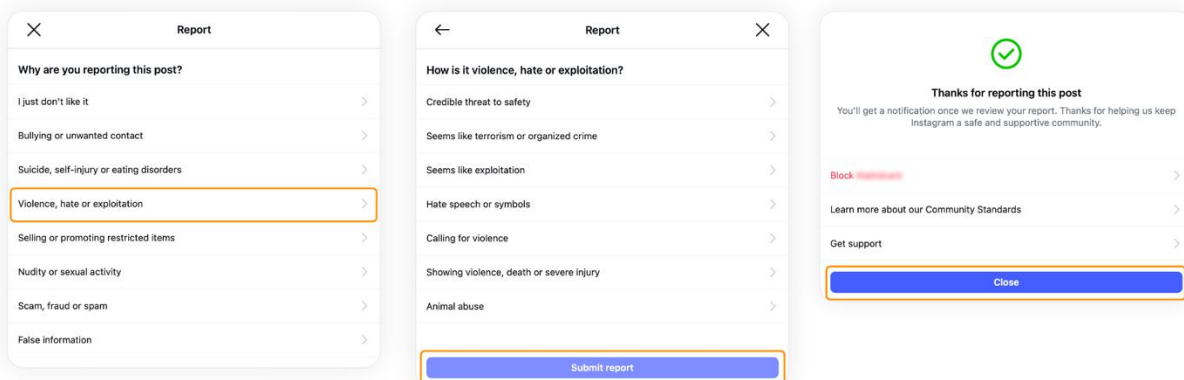 Report
Why are you reporting this post?
I just don't like it
Bullying or unwanted contact
Suicide, self-injury or eating disorders
Violence, hate or exploitation
Selling or promoting restricted items
Nudity or sexual activity
Scam, fraud or spam
False information
Report
How is it violence, hate or exploitation?
Credible threat to safety
Seems like terrorism or organized crime
Seems like exploitation
Hate speech or symbols
Calling for violence
Showing violence, death or severe injury
Animal abuse
Submit report
Thanks for reporting this post
You'll get a notification once we review your report. Thanks for helping us keep
Instagram a safe and supportive community.
Block
Learn more about our Community Standards
Get support
Close